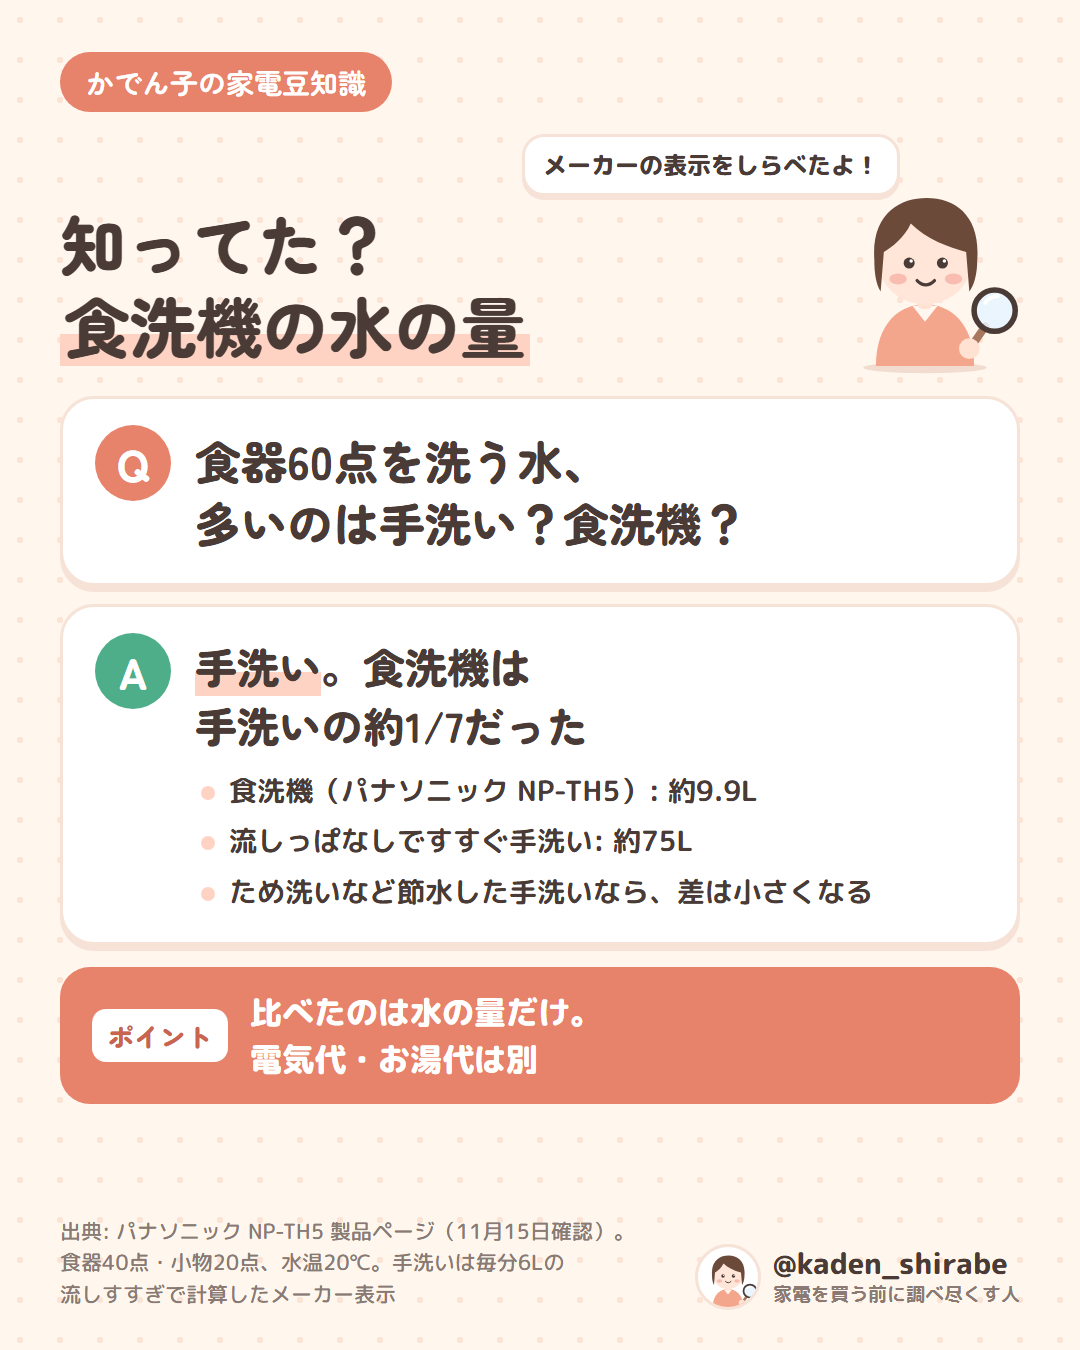 かでん子の家電豆知識
メーカーの表示をしらべたよ！
知ってた？
食洗機の水の量
Q
食器60点を洗う水、
多いのは手洗い？食洗機？
A
手洗い。食洗機は
手洗いの約1/7だった
食洗機（パナソニック NP-TH5）: 約9.9L
流しっぱなしですすぐ手洗い: 約75L
ため洗いなど節水した手洗いなら、差は小さくなる
ポイント
比べたのは水の量だけ。
電気代・お湯代は別
出典: パナソニック NP-TH5 製品ページ（11月15日確認）。
食器40点・小物20点、水温20℃。手洗いは毎分6Lの
流しすすぎで計算したメーカー表示
@kaden_shirabe
家電を買う前に調べ尽くす人